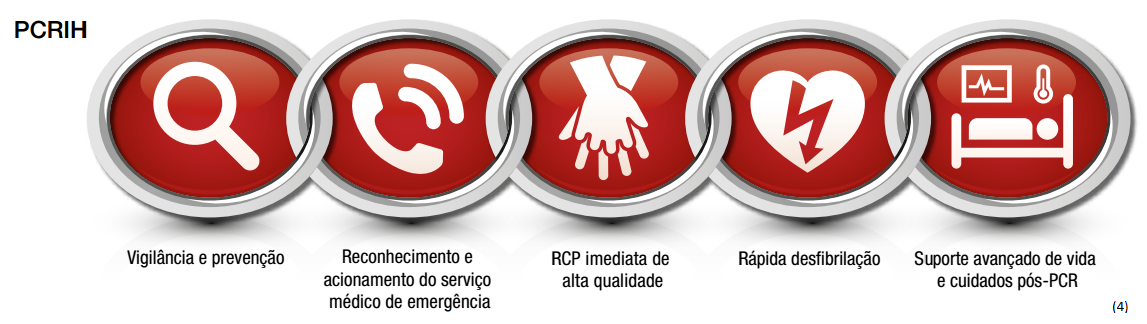 PCRIH
Vigilância e prevenção
Reconhecimento e
acionamento do serviço
médico de emergência
RCP imediata de
alta qualidade
Rápida desfibrilação
Suporte avançado de vida
e cuidados pós-PCR
(4)